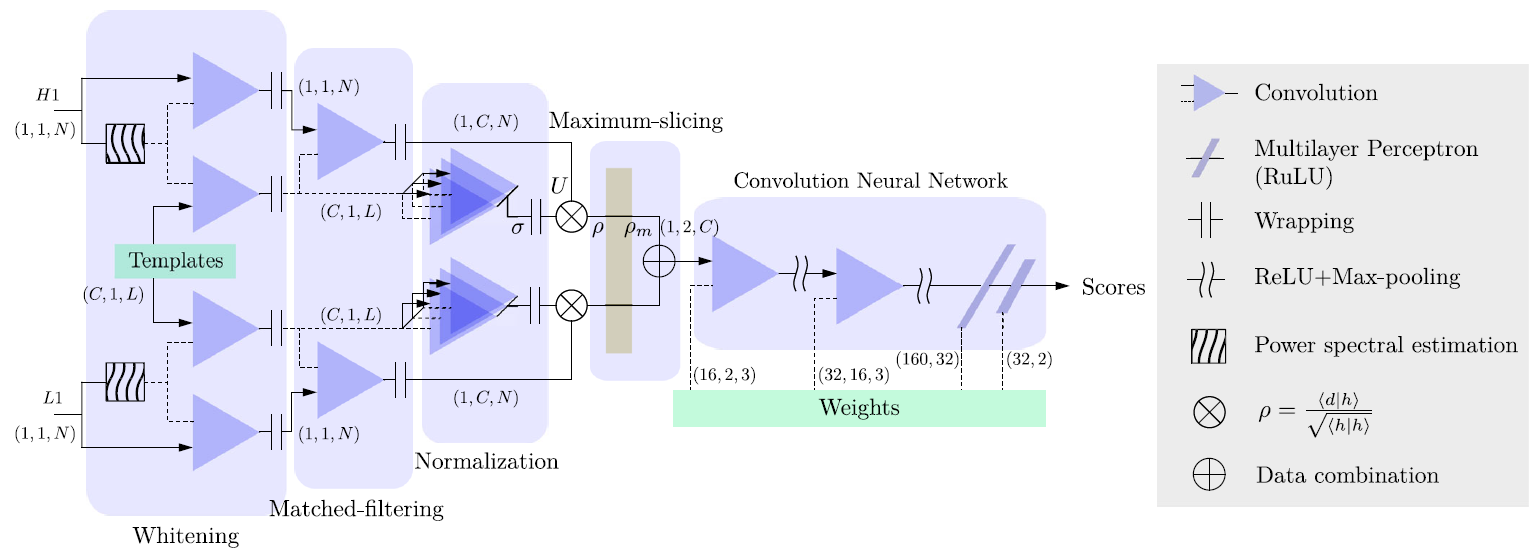 H1
(1, 1, N)
(1, 1, N)
(C, 1, L)
Templates
(C, 1, L)
(C, 1, L)
L1
(1, 1, N)
(1, 1, N)
Whitening
Matched-filtering
(1, C, N)
U
σ
ρ
ρm
(1, C, N)
Normalization
Maximum-slicing
(1, 2, C)
Convolution Neural Network
(16, 2, 3)
(32, 16, 3)
(160, 32)
(32, 2)
Weights
Scores
Convolution
Multilayer Perceptron
(RuLU)
Wrapping
ReLU+Max-pooling
Power spectral estimation
ρ = ⟨d|h⟩ / √⟨h|h⟩
Data combination